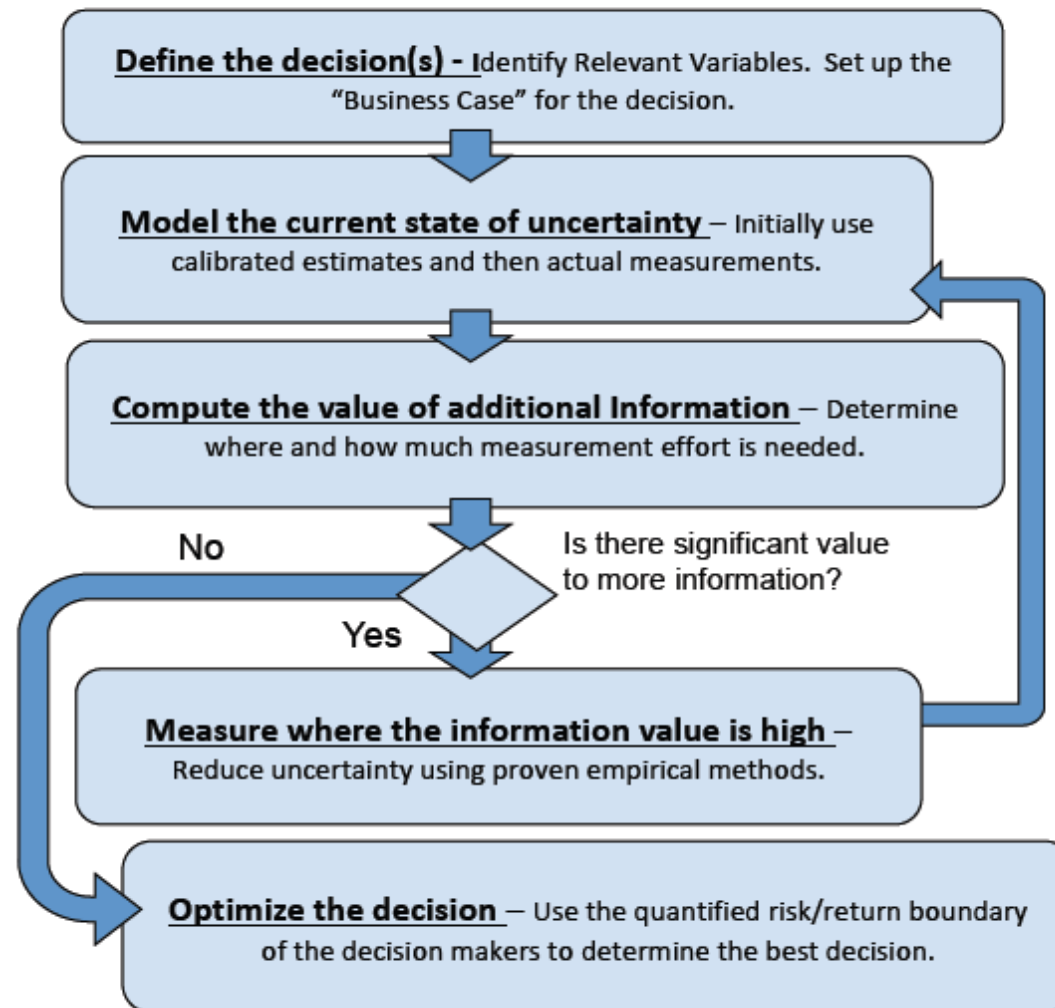 Define the decision(s) - Identify Relevant Variables. Set up the
“Business Case” for the decision.
Model the current state of uncertainty – Initially use
calibrated estimates and then actual measurements.
Compute the value of additional Information – Determine
where and how much measurement effort is needed.
No
Is there significant value
to more information?
Yes
Measure where the information value is high –
Reduce uncertainty using proven empirical methods.
Optimize the decision – Use the quantified risk/return boundary
of the decision makers to determine the best decision.